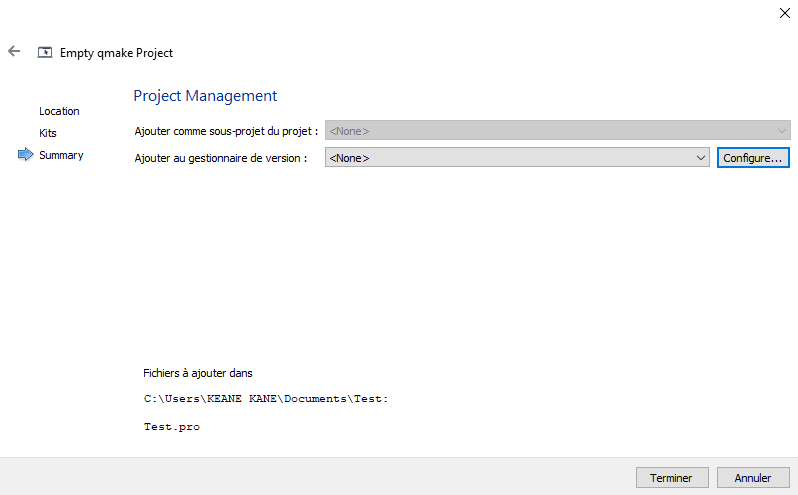 Empty qmake Project
Project Management
Location
Kits
Summary
Ajouter comme sous-projet du projet : <None>
Ajouter au gestionnaire de version : <None> Configure...
Fichiers à ajouter dans
C:\Users\KEANE KANE\Documents\Test:
Test.pro
Terminer Annuler